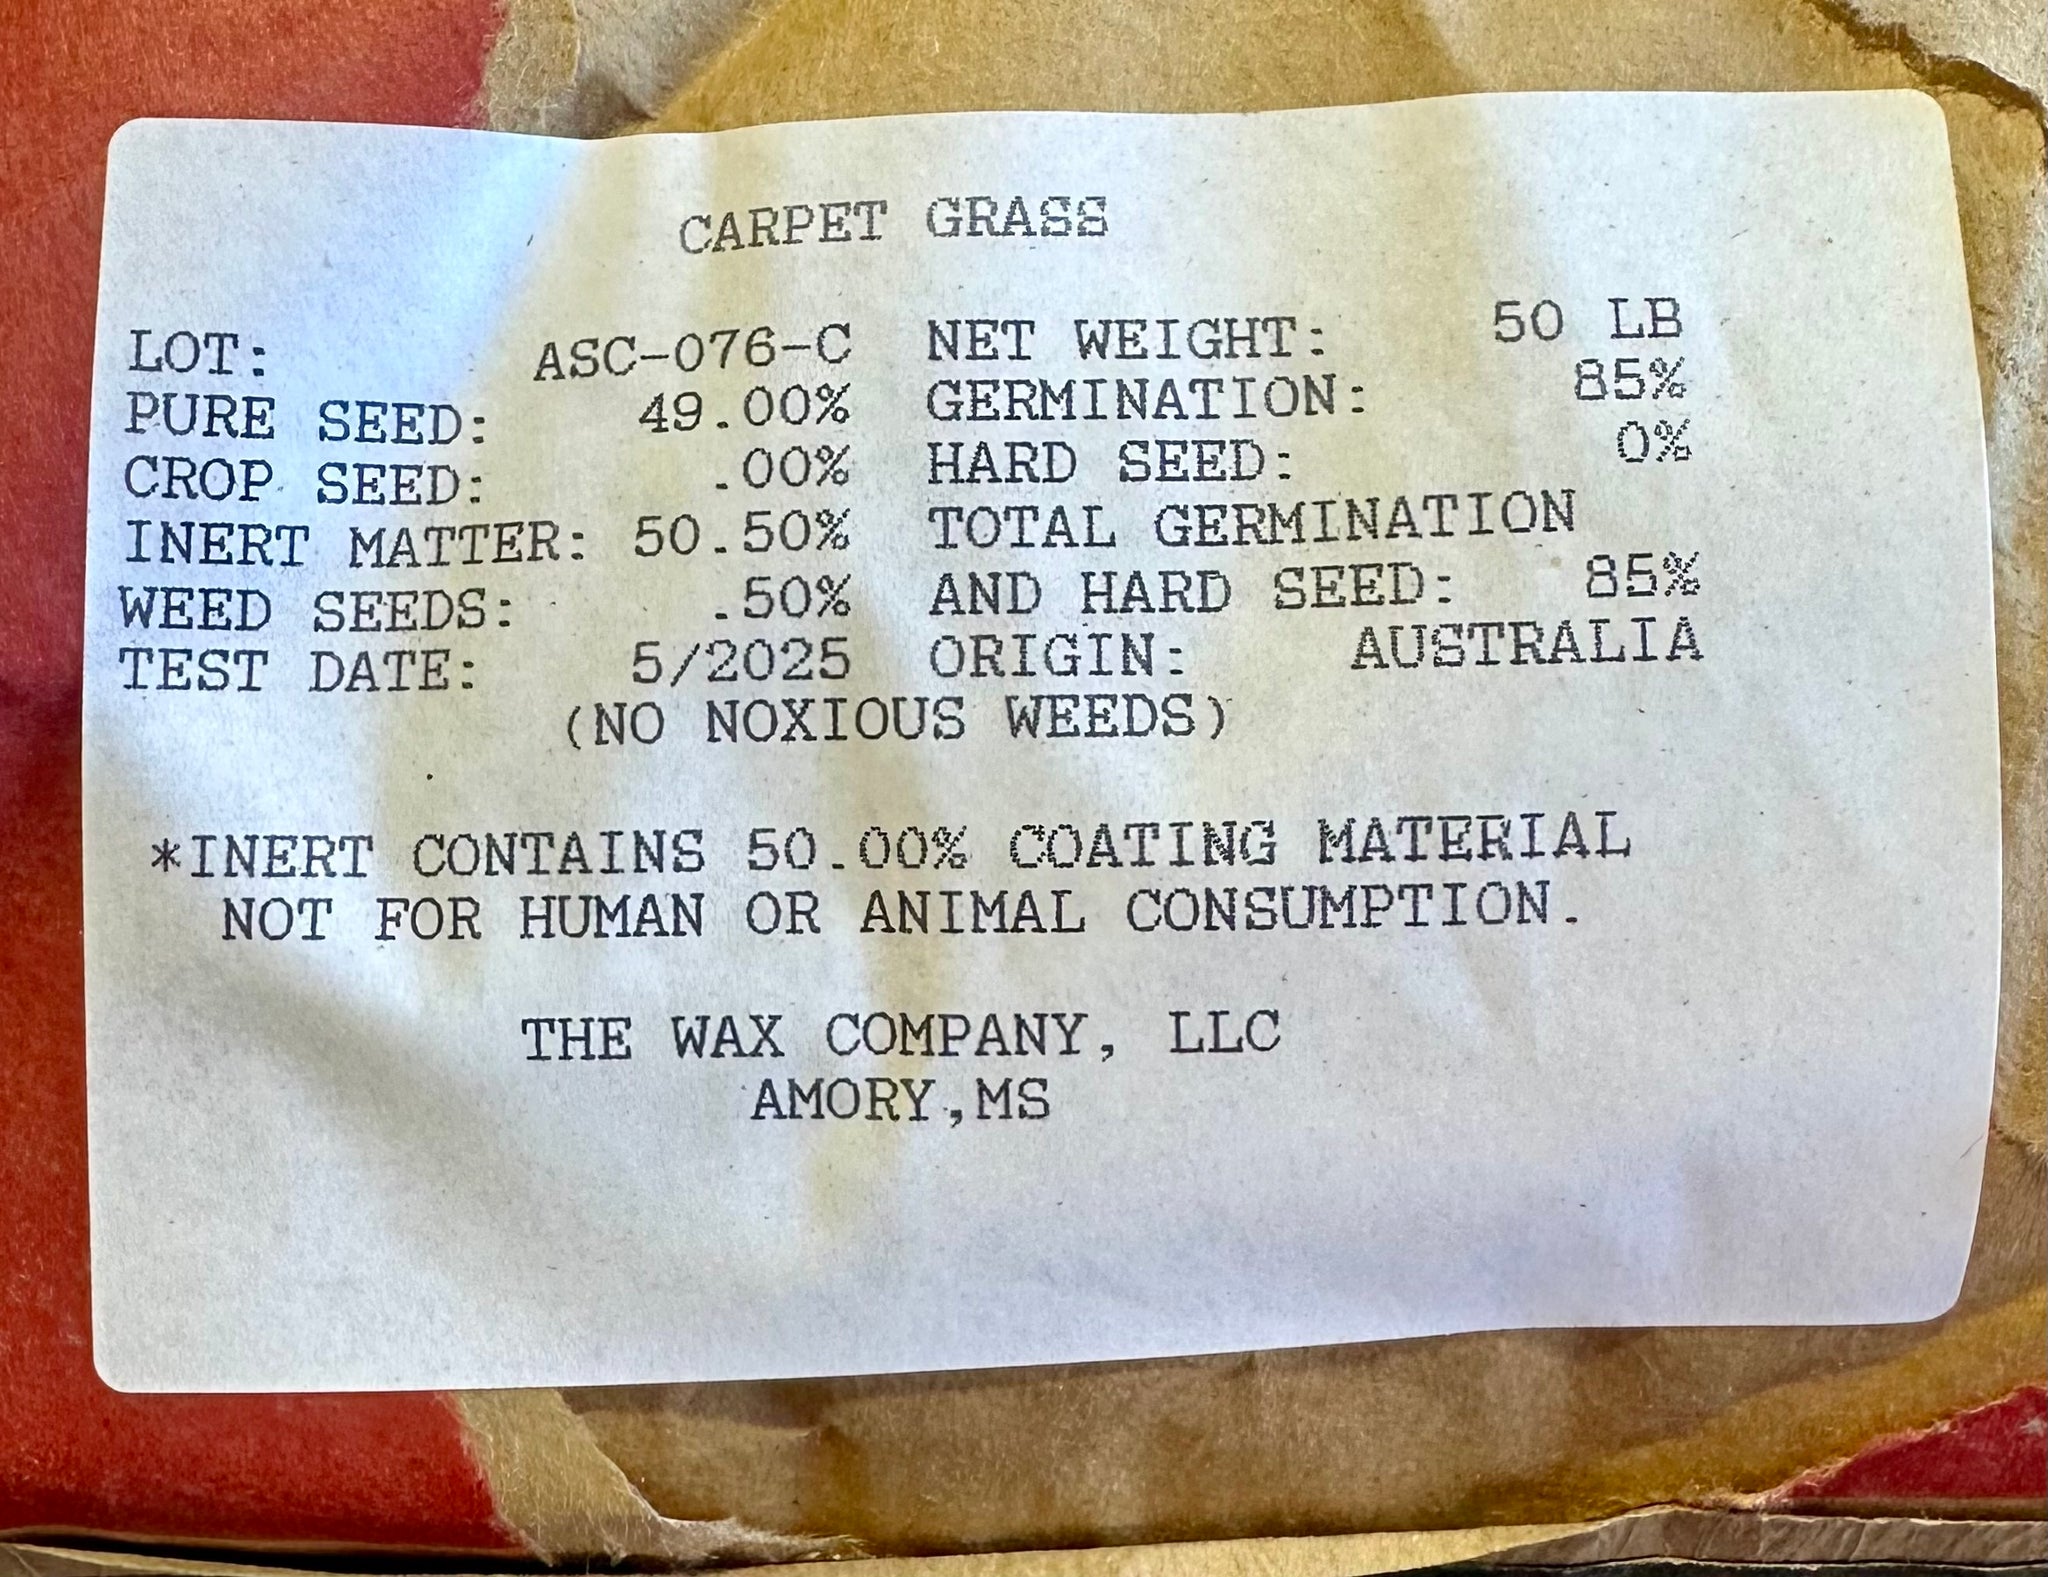 CARPET GRASS
LOT: ASC-076-C NET WEIGHT: 50 LB
PURE SEED: 49.00% GERMINATION: 85%
CROP SEED: .00% HARD SEED: 0%
INERT MATTER: 50.50% TOTAL GERMINATION
WEED SEEDS: .50% AND HARD SEED: 85%
TEST DATE: 5/2025 ORIGIN: AUSTRALIA
(NO NOXIOUS WEEDS)
*INERT CONTAINS 50.00% COATING MATERIAL
NOT FOR HUMAN OR ANIMAL CONSUMPTION.
THE WAX COMPANY, LLC
AMORY,MS